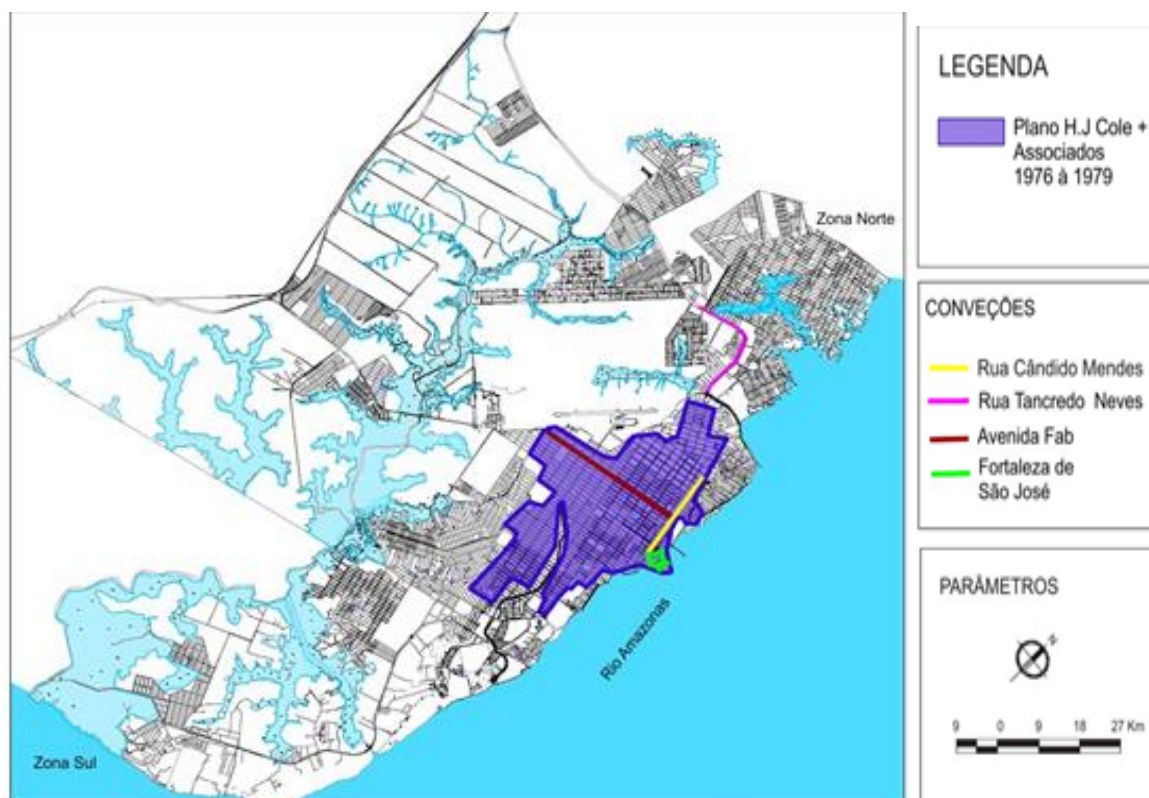 Zona Norte
Rio Amazonas
Zona Sul
LEGENDA
Plano H.J Cole +
Associados
1976 à 1979
CONVEÇÕES
Rua Cândido Mendes
Rua Tancredo Neves
Avenida Fab
Fortaleza de
São José
PARÂMETROS
N
9 0 9 18 27 Km